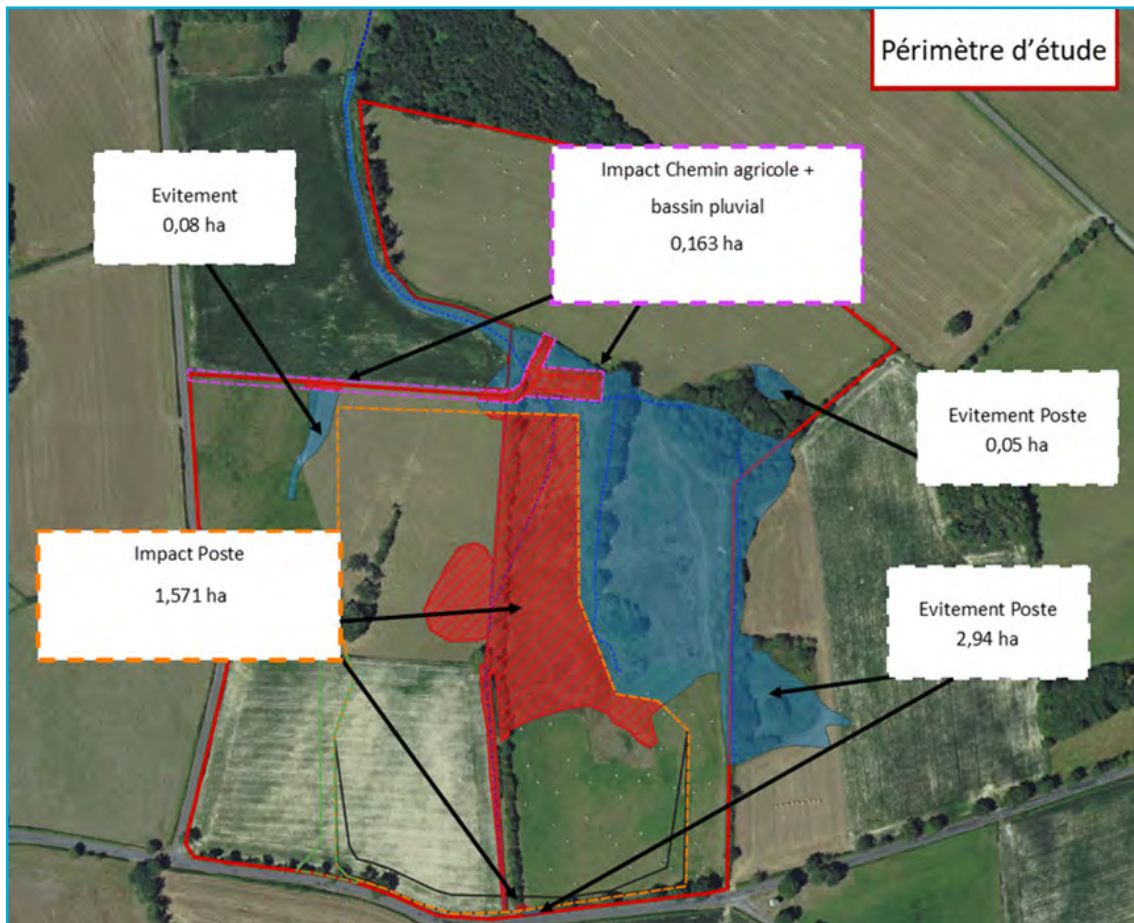 Périmètre d'étude
Impact Chemin agricole +
bassin pluvial
0,163 ha
Evitement
0,08 ha
Evitement Poste
0,05 ha
Impact Poste
1,571 ha
Evitement Poste
2,94 ha